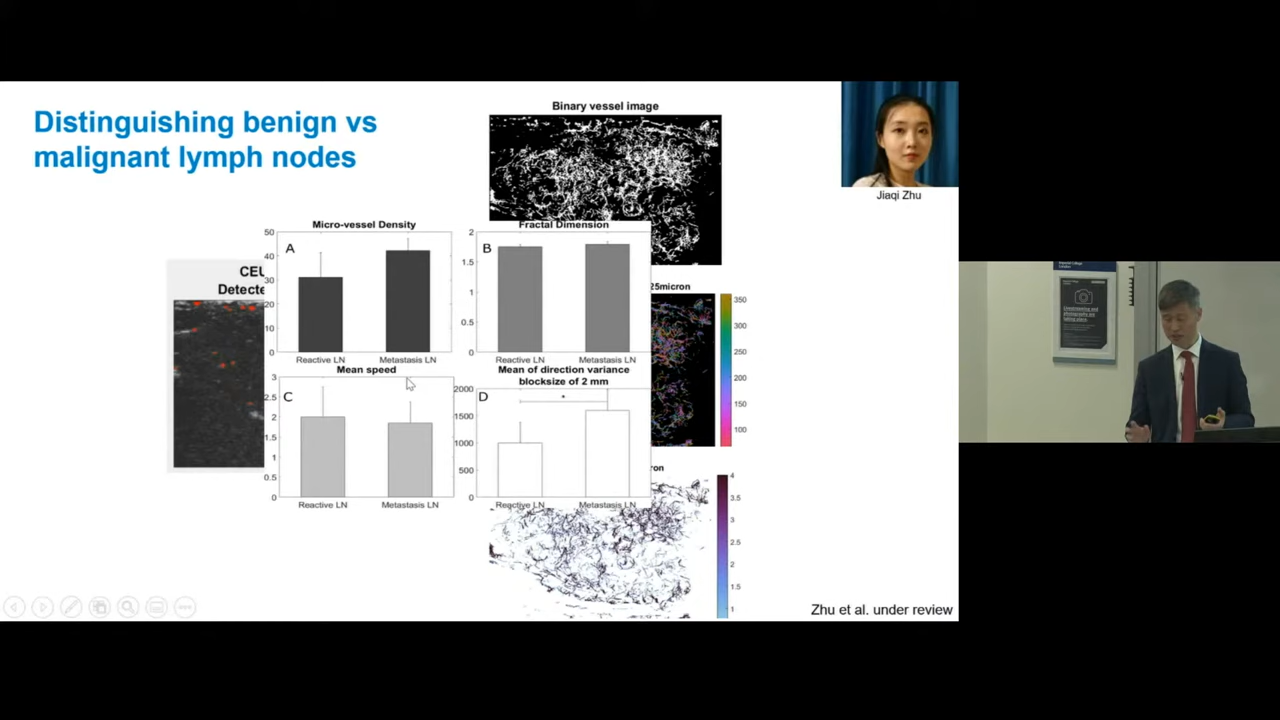 Distinguishing benign vs
malignant lymph nodes
Binary vessel image
Jiaqi Zhu
CEU
Detecte
Micro-vessel Density
A
50
40
30
20
10
0
Reactive LN
Metastasis LN
Fractal Dimension
B
2
1.5
1
0.5
0
Reactive LN
Metastasis LN
25micron
350
300
250
200
150
100
Mean speed
C
3
2.5
2
1.5
1
0.5
0
Reactive LN
Metastasis LN
Mean of direction variance
blocksize of 2 mm
D
2000
1500
1000
500
0
*
Reactive LN
Metastasis LN
ron
4
3.5
3
2.5
2
1.5
1
Zhu et al. under review